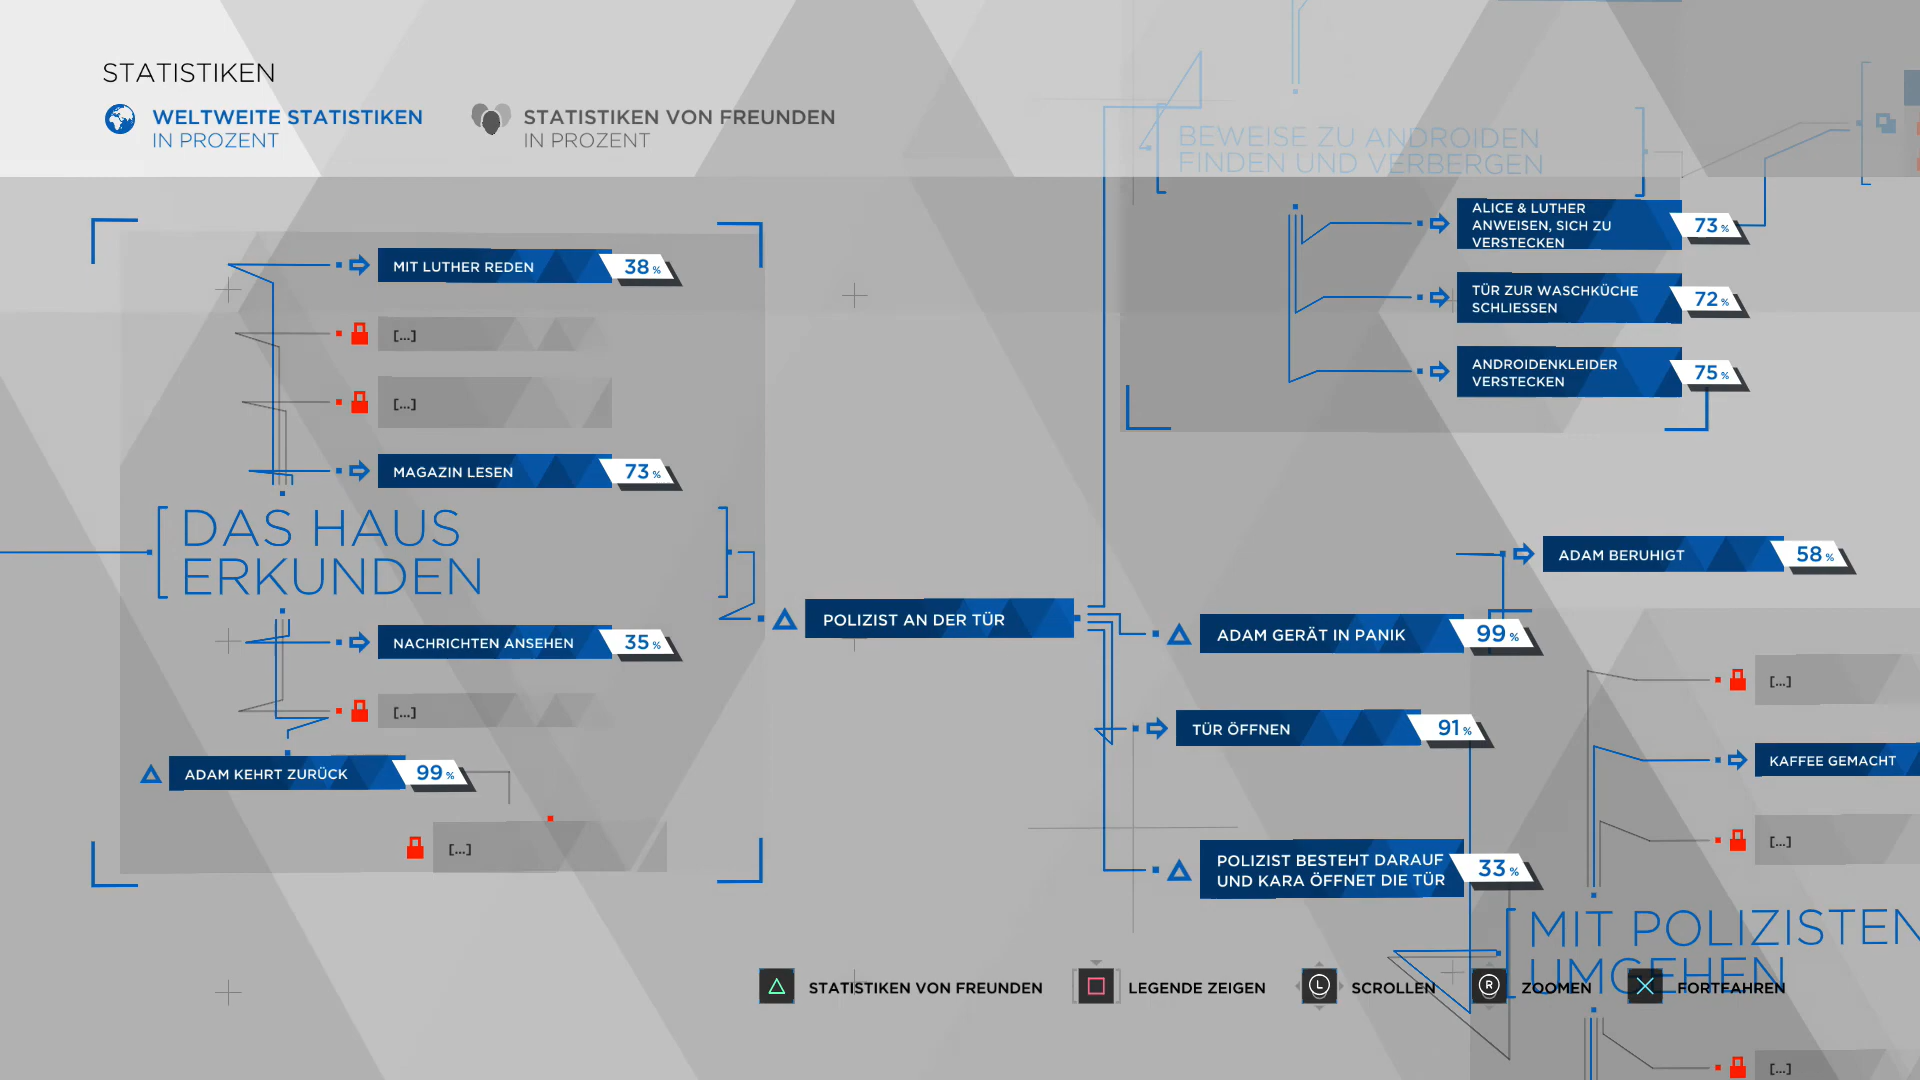 STATISTIKEN
WELTWEITE STATISTIKEN
IN PROZENT
STATISTIKEN VON FREUNDEN
IN PROZENT
BEWEISE ZU ANDROIDEN
FINDEN UND VERBERGEN
ALICE & LUTHER
ANWEISEN, SICH ZU
VERSTECKEN
73%
TÜR ZUR WASCHKÜCHE
SCHLIESSEN
72%
ANDROIDENKLEIDER
VERSTECKEN
75%
MIT LUTHER REDEN
38%
[...]
[...]
MAGAZIN LESEN
73%
DAS HAUS
ERKUNDEN
NACHRICHTEN ANSEHEN
35%
[...]
ADAM KEHRT ZURÜCK
99%
[...]
POLIZIST AN DER TÜR
ADAM BERUHIGT
58%
ADAM GERÄT IN PANIK
99%
TÜR ÖFFNEN
91%
POLIZIST BESTEHT DARAUF
UND KARA ÖFFNET DIE TÜR
33%
[...]
KAFFEE GEMACHT
[...]
MIT POLIZISTEN
UMGEHEN
[...]
STATISTIKEN VON FREUNDEN
LEGENDE ZEIGEN
L
SCROLLEN
R
ZOOMEN
FORTFAHREN